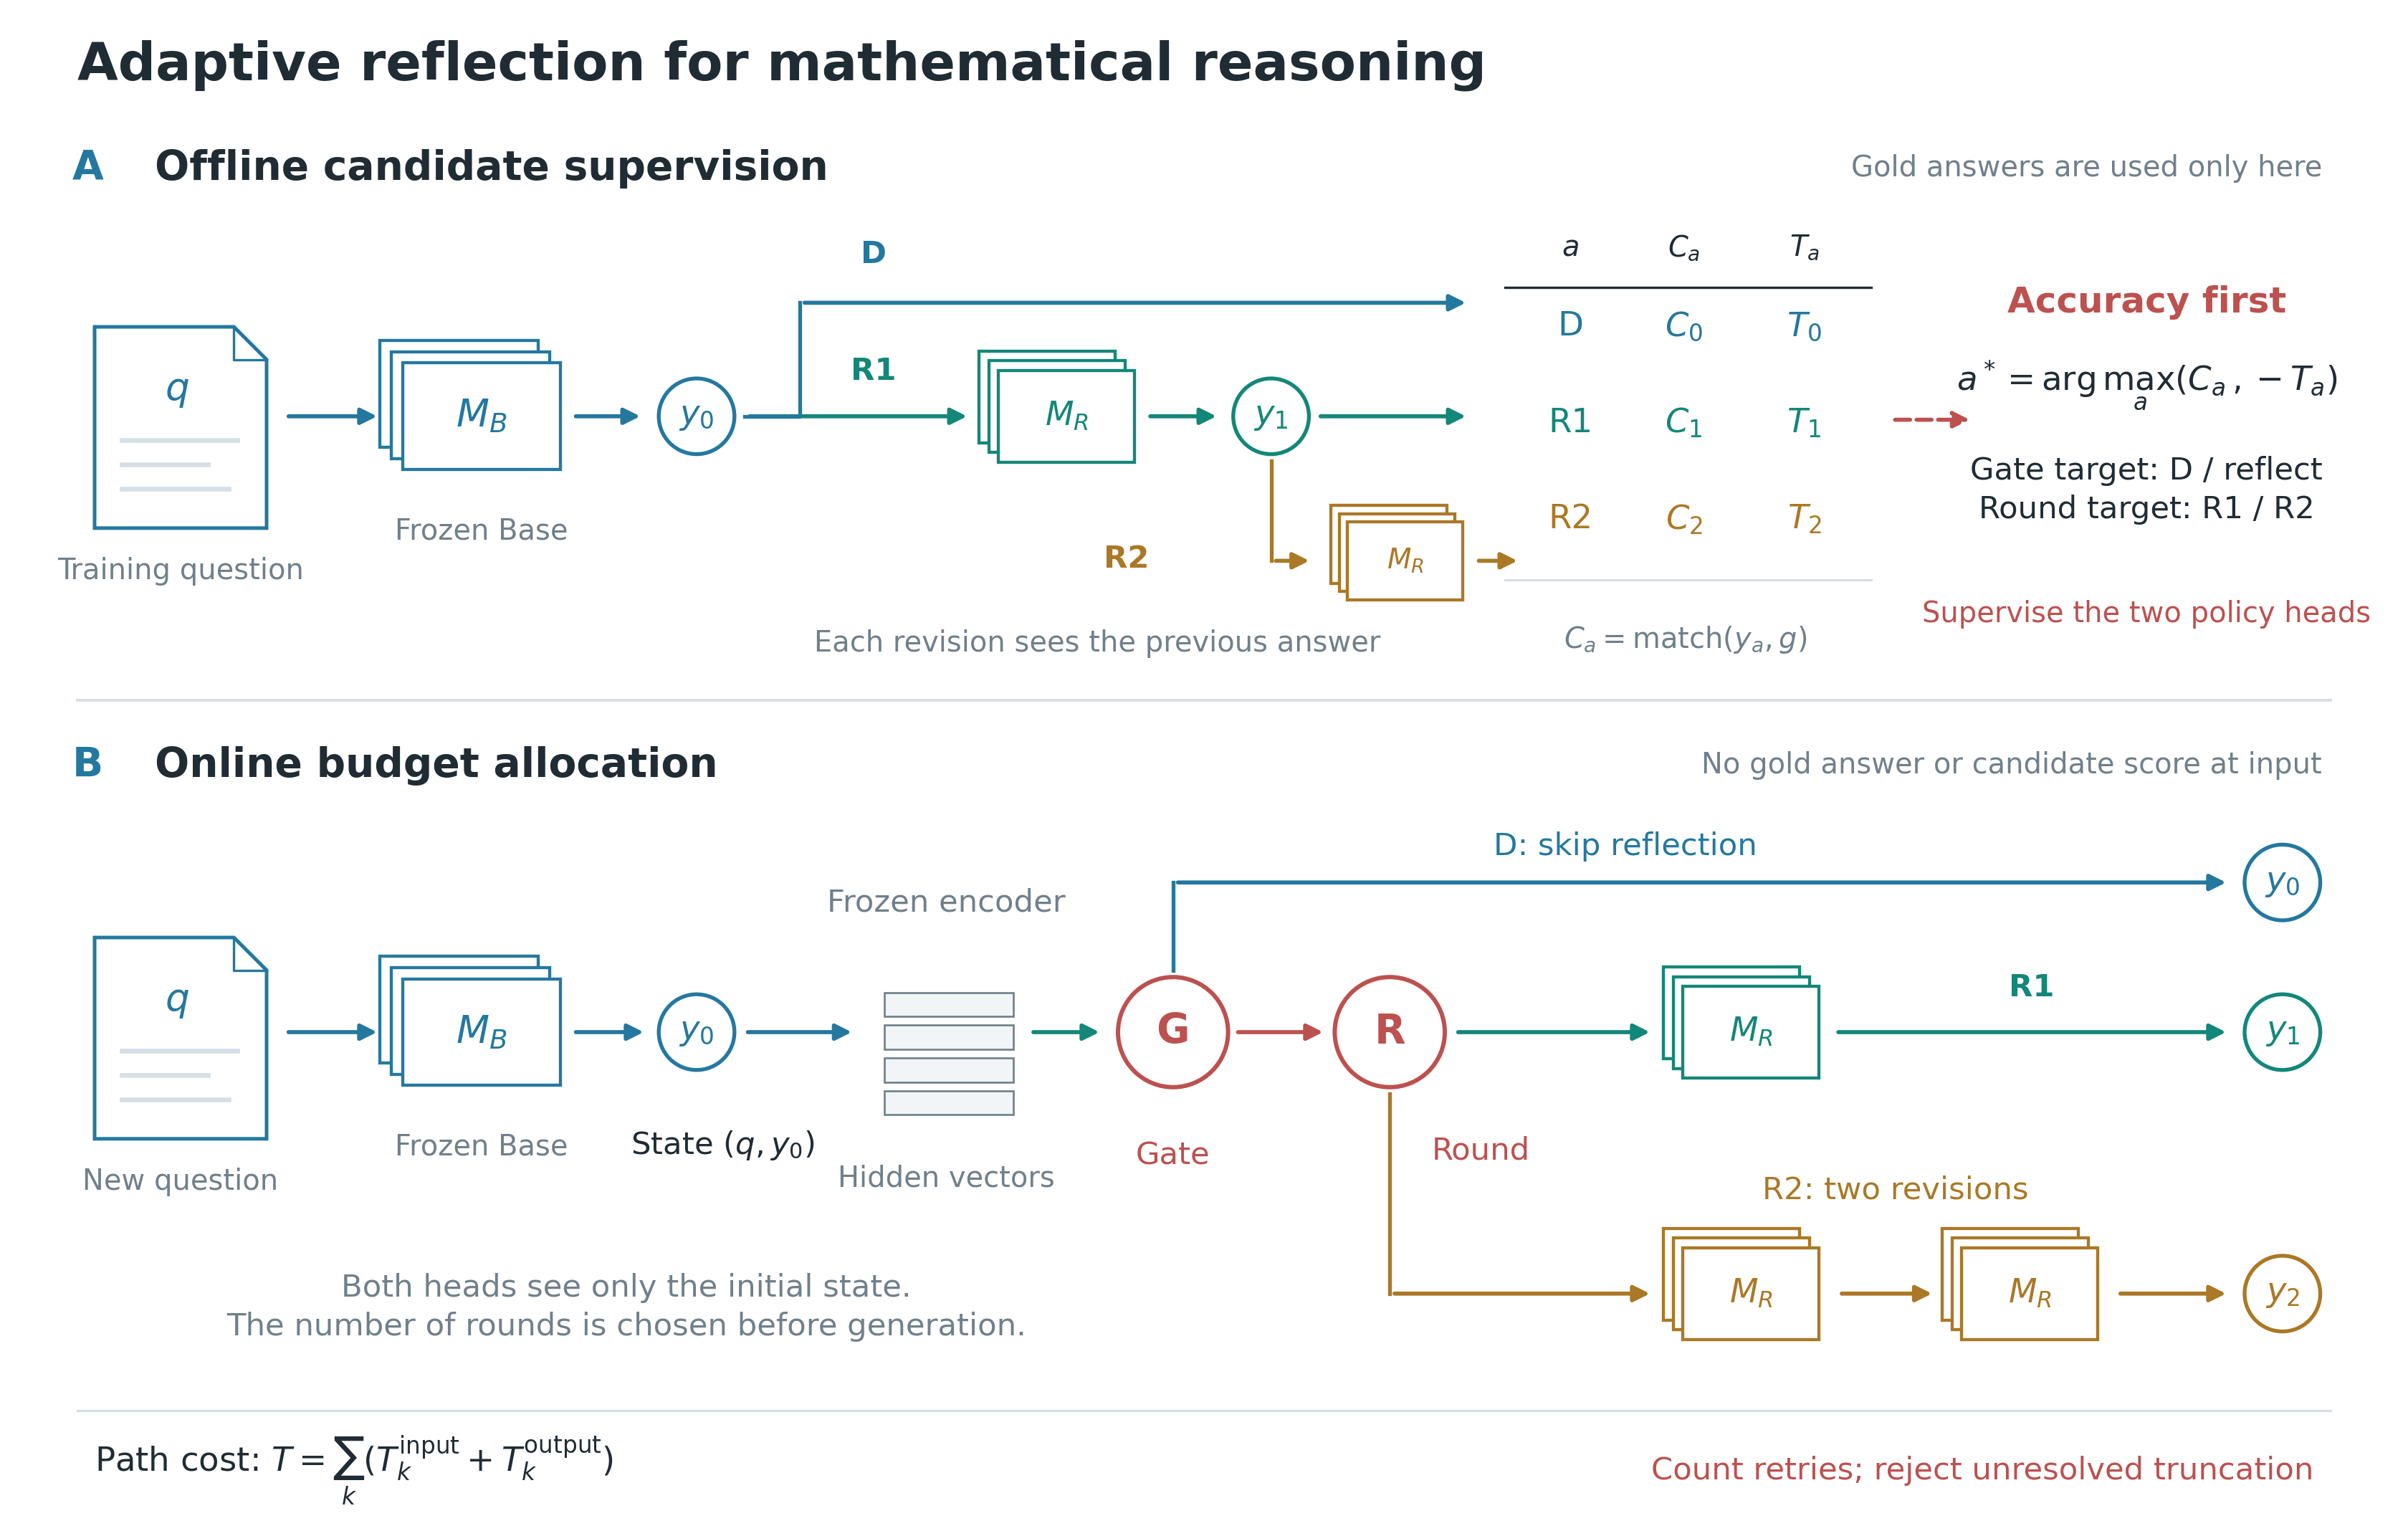 Adaptive reflection for mathematical reasoning
A Offline candidate supervision
Gold answers are used only here
D
a C_a T_a
D C_0 T_0
R1 C_1 T_1
R2 C_2 T_2
C_a = match(y_a, g)
Accuracy first
a* = arg max_a(C_a, −T_a)
Gate target: D / reflect
Round target: R1 / R2
Supervise the two policy heads
q
Training question
M_B
Frozen Base
y_0
R1
M_R
y_1
R2
M_R
Each revision sees the previous answer
B Online budget allocation
No gold answer or candidate score at input
D: skip reflection
y_0
q
New question
M_B
Frozen Base
y_0
State (q, y_0)
Frozen encoder
Hidden vectors
G
Gate
R
Round
M_R
R1
y_1
R2: two revisions
M_R
M_R
y_2
Both heads see only the initial state.
The number of rounds is chosen before generation.
Path cost: T = ∑_k(T_k^input + T_k^output)
Count retries; reject unresolved truncation